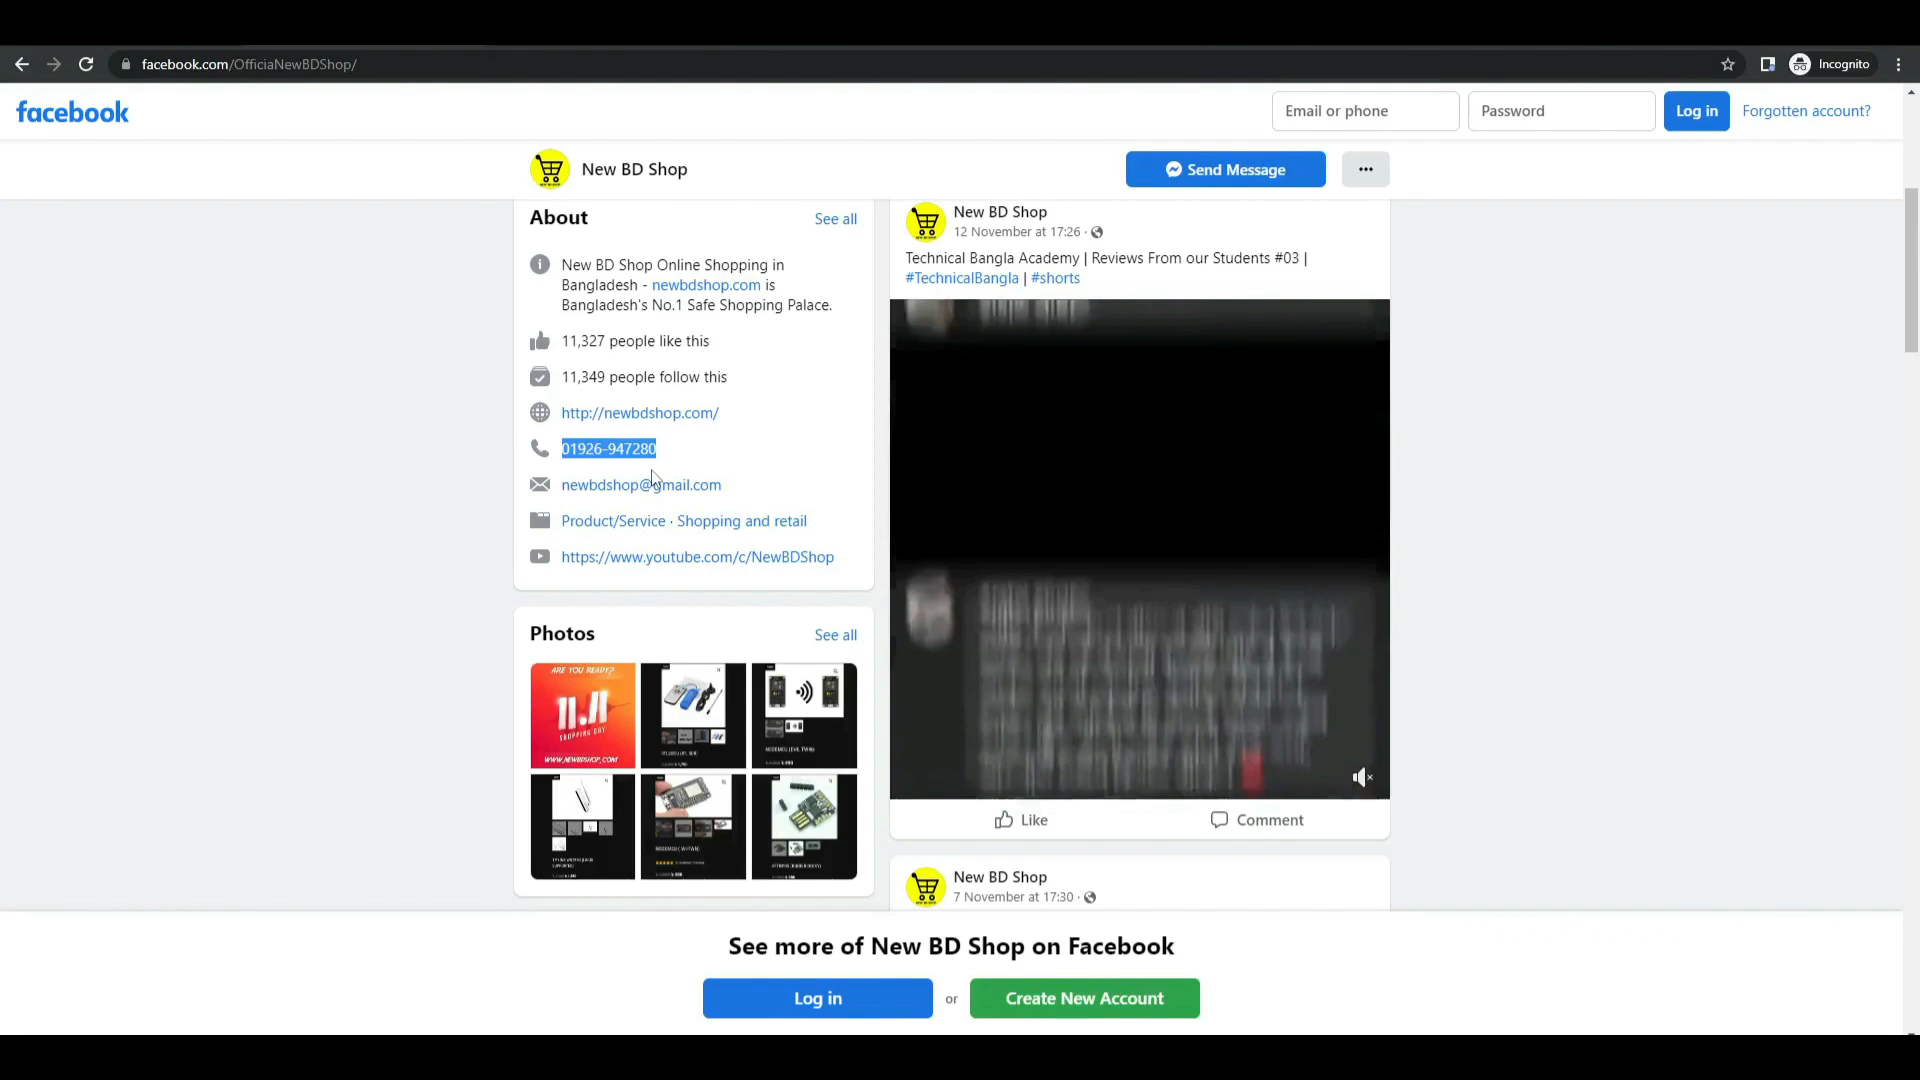 facebook.com/OfficiaNewBDShop/
Incognito
facebook
Email or phone
Password
Log in
Forgotten account?
New BD Shop
Send Message
About
See all
New BD Shop Online Shopping in
Bangladesh - newbdshop.com is
Bangladesh's No.1 Safe Shopping Palace.
11,327 people like this
11,349 people follow this
http://newbdshop.com/
01926-947280
newbdshop@gmail.com
Product/Service · Shopping and retail
https://www.youtube.com/c/NewBDShop
Photos
See all
ARE YOU READY?
11.11
SHOPPING DAY
WWW.NEWBDSHOP.COM
New BD Shop
12 November at 17:26 ·
Technical Bangla Academy | Reviews From our Students #03 |
#TechnicalBangla | #shorts
Like
Comment
New BD Shop
7 November at 17:30 ·
See more of New BD Shop on Facebook
Log in
or
Create New Account